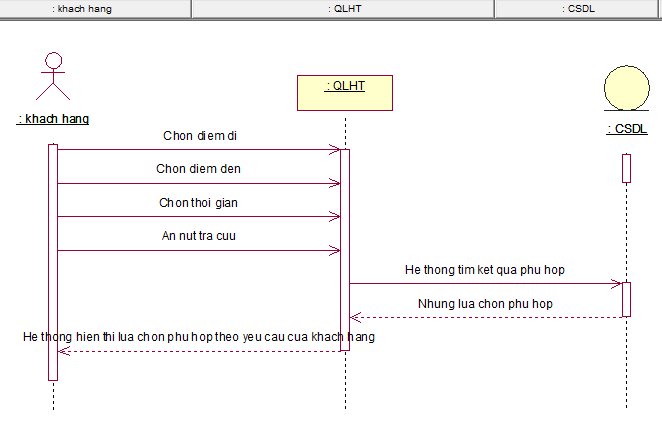 : khach hang
: QLHT
: CSDL
: QLHT
: khach hang
: CSDL
Chon diem di
Chon diem den
Chon thoi gian
An nut tra cuu
He thong tim ket qua phu hop
Nhung lua chon phu hop
He thong hien thi lua chon phu hop theo yeu cau cua khach hang